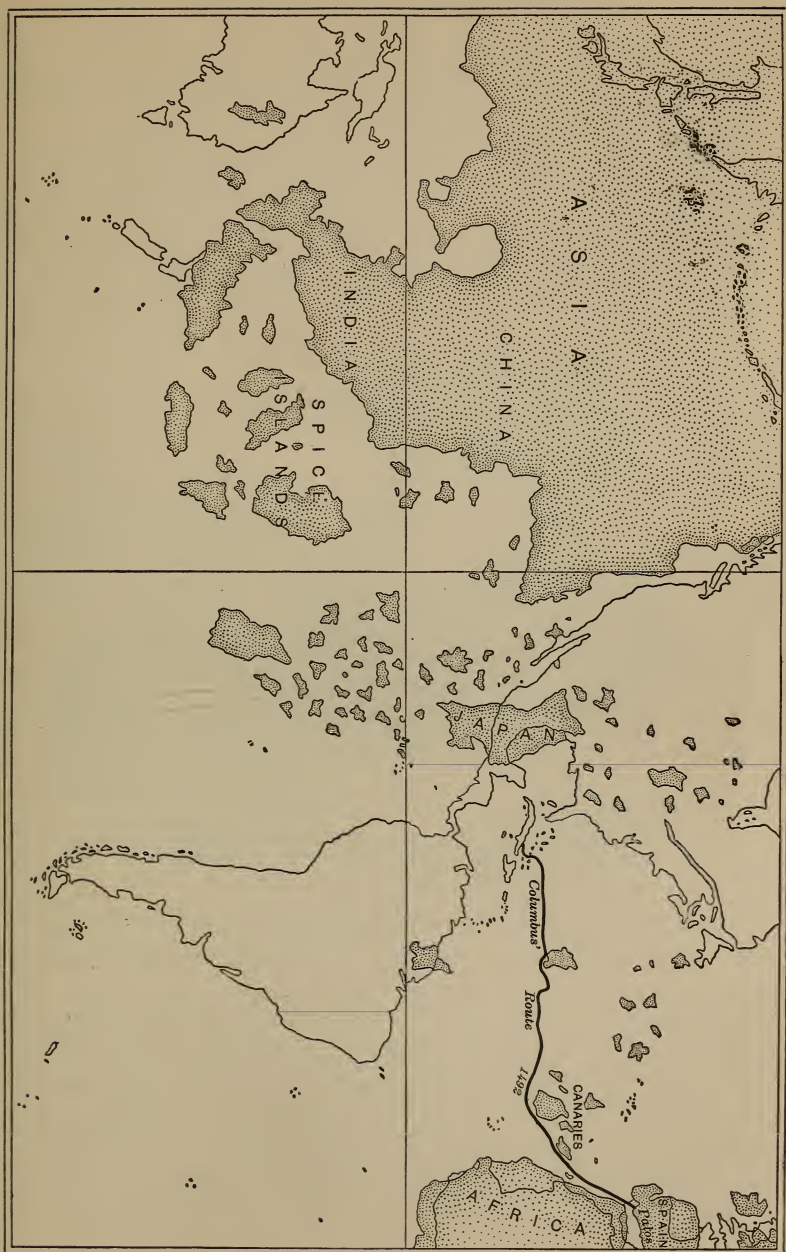 ASIA
CHINA
INDIA
SPICE
ISLANDS
JAPAN
Columbus' Route 1492
CANARIES
SPAIN
Palos
AFRICA